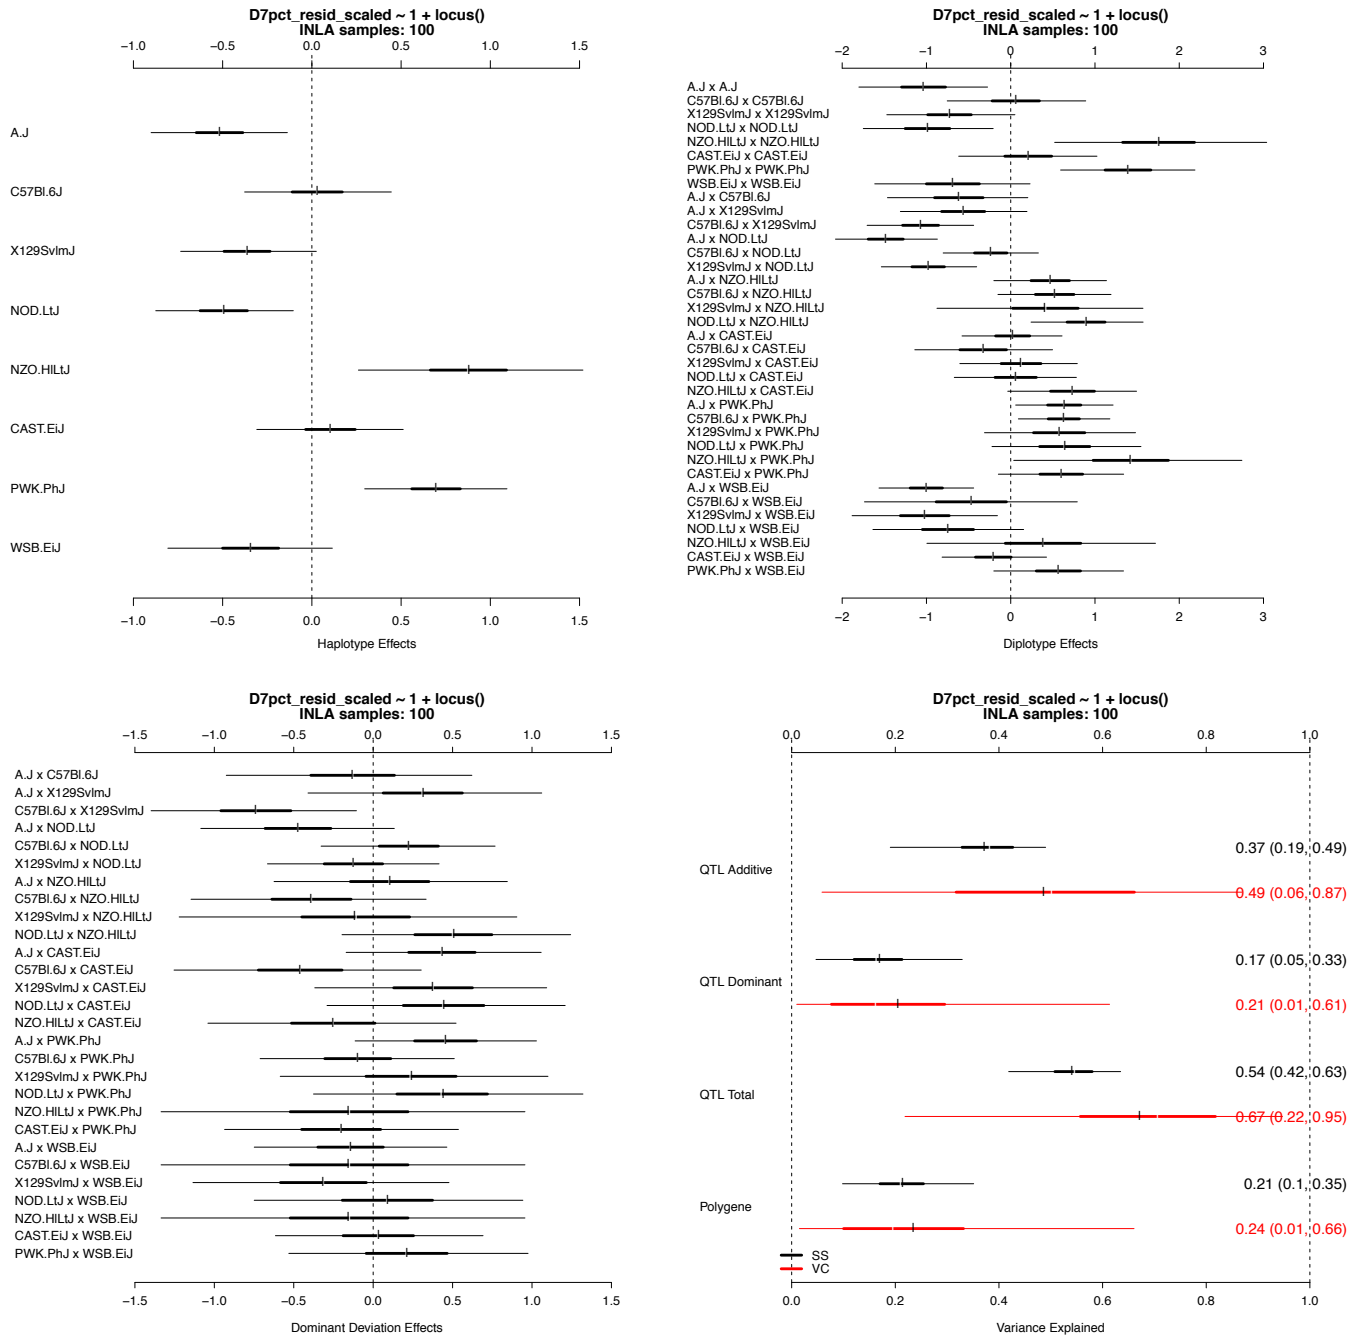 D7pct_resid_scaled ~ 1 + locus()
INLA samples: 100
−1.0 −0.5 0.0 0.5 1.0 1.5
A.J
C57Bl.6J
X129SvImJ
NOD.LtJ
NZO.HILtJ
CAST.EiJ
PWK.PhJ
WSB.EiJ
−1.0 −0.5 0.0 0.5 1.0 1.5
Haplotype Effects
D7pct_resid_scaled ~ 1 + locus()
INLA samples: 100
−2 −1 0 1 2 3
A.J x A.J
C57Bl.6J x C57Bl.6J
X129SvImJ x X129SvImJ
NOD.LtJ x NOD.LtJ
NZO.HILtJ x NZO.HILtJ
CAST.EiJ x CAST.EiJ
PWK.PhJ x PWK.PhJ
WSB.EiJ x WSB.EiJ
A.J x C57Bl.6J
A.J x X129SvImJ
C57Bl.6J x X129SvImJ
A.J x NOD.LtJ
C57Bl.6J x NOD.LtJ
X129SvImJ x NOD.LtJ
A.J x NZO.HILtJ
C57Bl.6J x NZO.HILtJ
X129SvImJ x NZO.HILtJ
NOD.LtJ x NZO.HILtJ
A.J x CAST.EiJ
C57Bl.6J x CAST.EiJ
X129SvImJ x CAST.EiJ
NOD.LtJ x CAST.EiJ
NZO.HILtJ x CAST.EiJ
A.J x PWK.PhJ
C57Bl.6J x PWK.PhJ
X129SvImJ x PWK.PhJ
NOD.LtJ x PWK.PhJ
NZO.HILtJ x PWK.PhJ
CAST.EiJ x PWK.PhJ
A.J x WSB.EiJ
C57Bl.6J x WSB.EiJ
X129SvImJ x WSB.EiJ
NOD.LtJ x WSB.EiJ
NZO.HILtJ x WSB.EiJ
CAST.EiJ x WSB.EiJ
PWK.PhJ x WSB.EiJ
−2 −1 0 1 2 3
Diplotype Effects
D7pct_resid_scaled ~ 1 + locus()
INLA samples: 100
−1.5 −1.0 −0.5 0.0 0.5 1.0 1.5
A.J x C57Bl.6J
A.J x X129SvImJ
C57Bl.6J x X129SvImJ
A.J x NOD.LtJ
C57Bl.6J x NOD.LtJ
X129SvImJ x NOD.LtJ
A.J x NZO.HILtJ
C57Bl.6J x NZO.HILtJ
X129SvImJ x NZO.HILtJ
NOD.LtJ x NZO.HILtJ
A.J x CAST.EiJ
C57Bl.6J x CAST.EiJ
X129SvImJ x CAST.EiJ
NOD.LtJ x CAST.EiJ
NZO.HILtJ x CAST.EiJ
A.J x PWK.PhJ
C57Bl.6J x PWK.PhJ
X129SvImJ x PWK.PhJ
NOD.LtJ x PWK.PhJ
NZO.HILtJ x PWK.PhJ
CAST.EiJ x PWK.PhJ
A.J x WSB.EiJ
C57Bl.6J x WSB.EiJ
X129SvImJ x WSB.EiJ
NOD.LtJ x WSB.EiJ
NZO.HILtJ x WSB.EiJ
CAST.EiJ x WSB.EiJ
PWK.PhJ x WSB.EiJ
−1.5 −1.0 −0.5 0.0 0.5 1.0 1.5
Dominant Deviation Effects
D7pct_resid_scaled ~ 1 + locus()
INLA samples: 100
0.0 0.2 0.4 0.6 0.8 1.0
0.37 (0.19, 0.49)
QTL Additive
0.49 (0.06, 0.87)
0.17 (0.05, 0.33)
QTL Dominant
0.21 (0.01, 0.61)
0.54 (0.42, 0.63)
QTL Total
0.67 (0.22, 0.95)
0.21 (0.1, 0.35)
Polygene
0.24 (0.01, 0.66)
SS
VC
0.0 0.2 0.4 0.6 0.8 1.0
Variance Explained